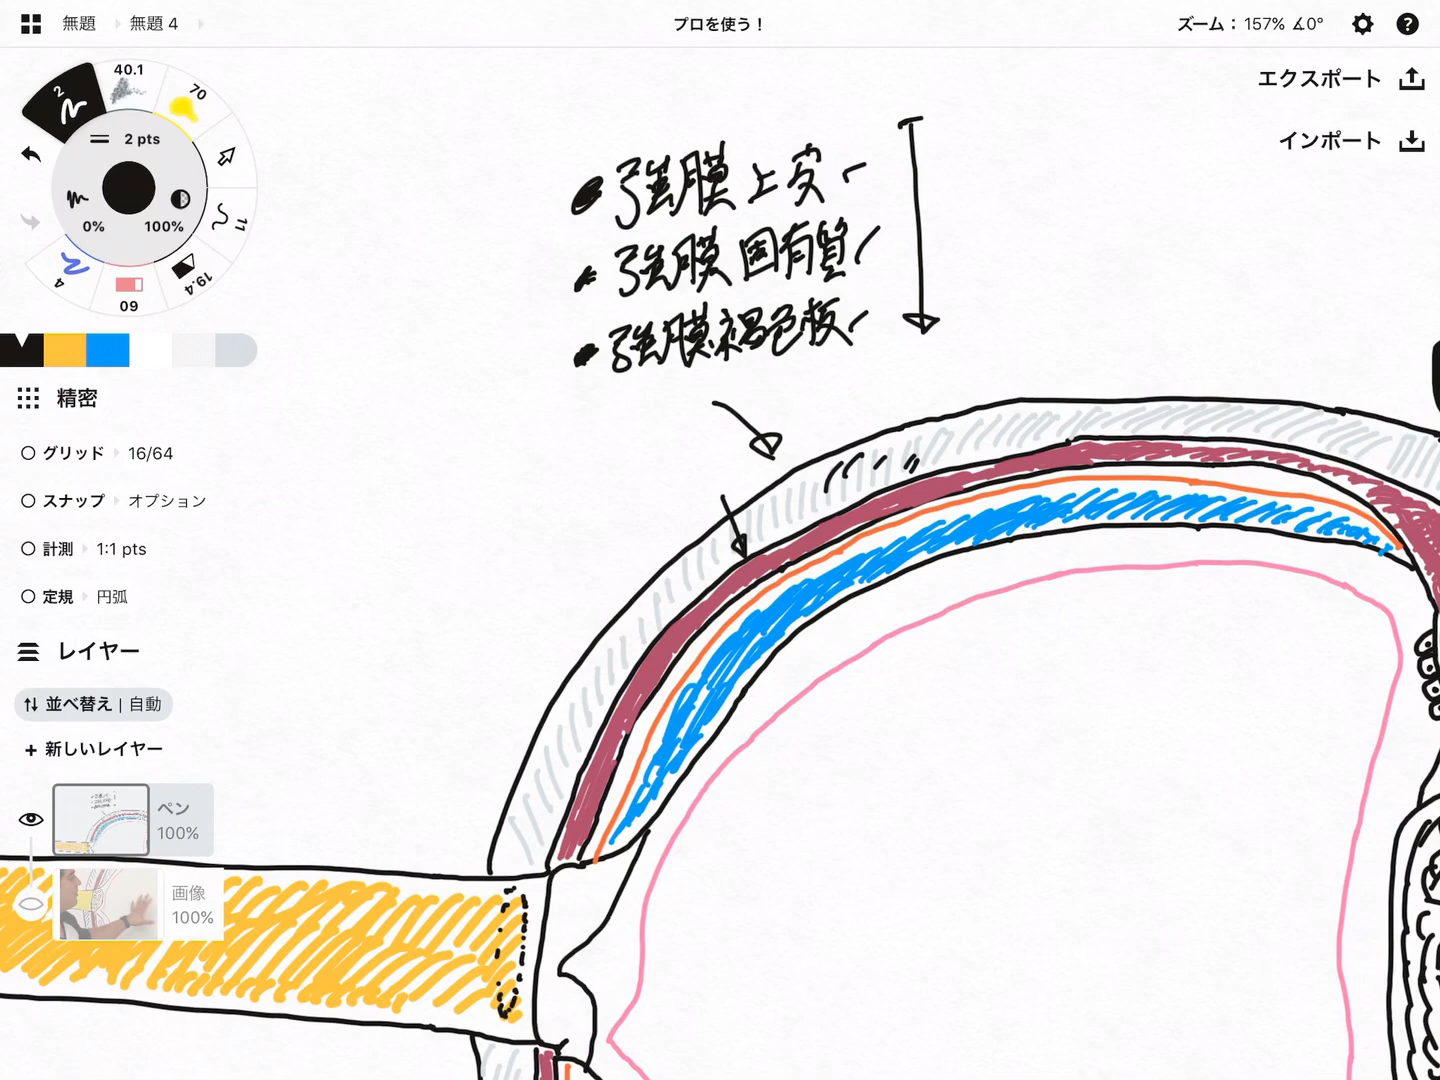 無題 無題 4
プロを使う！
ズーム： 157% ∡0°
エクスポート
インポート
2
40.1
70
2 pts
11
0% 100%
4
60
19.4
精密
グリッド 16/64
スナップ オプション
計測 1:1 pts
定規 円弧
レイヤー
並べ替え | 自動
+ 新しいレイヤー
ペン
100%
画像
100%
強膜上板
強膜固有質
強膜褐色板